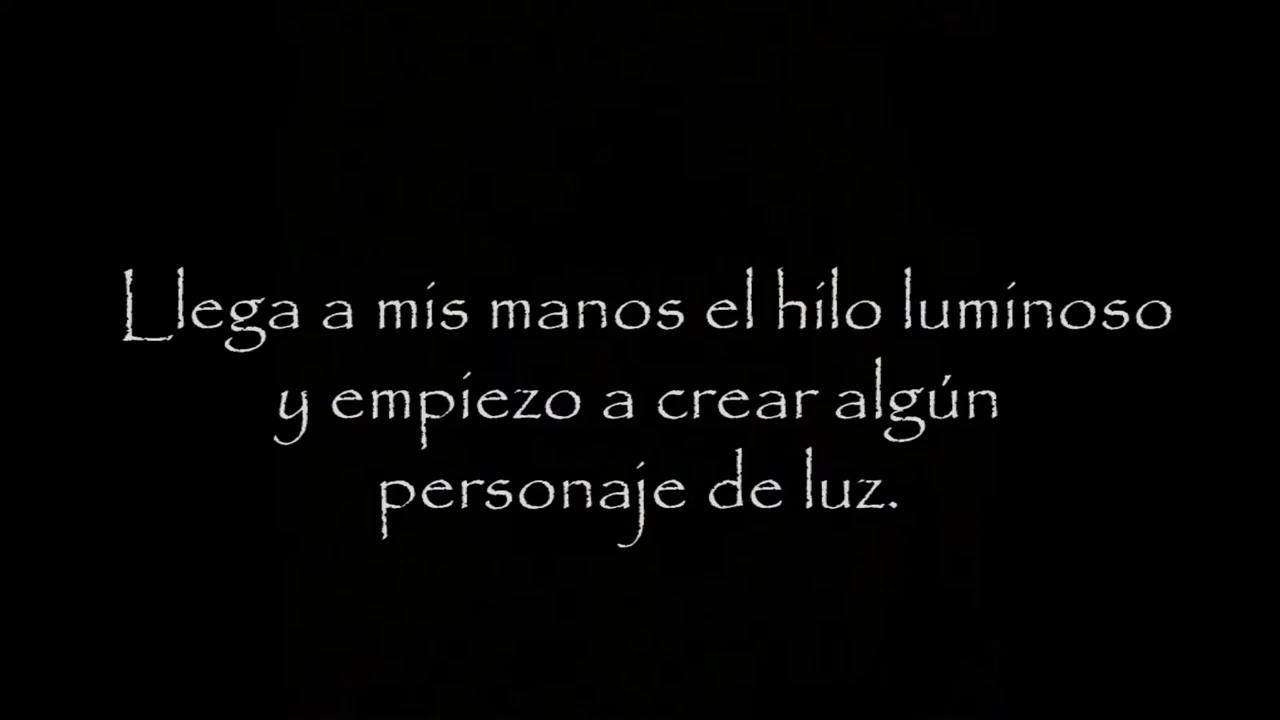 Llega a mis manos el hilo luminoso
y empiezo a crear algún
personaje de luz.